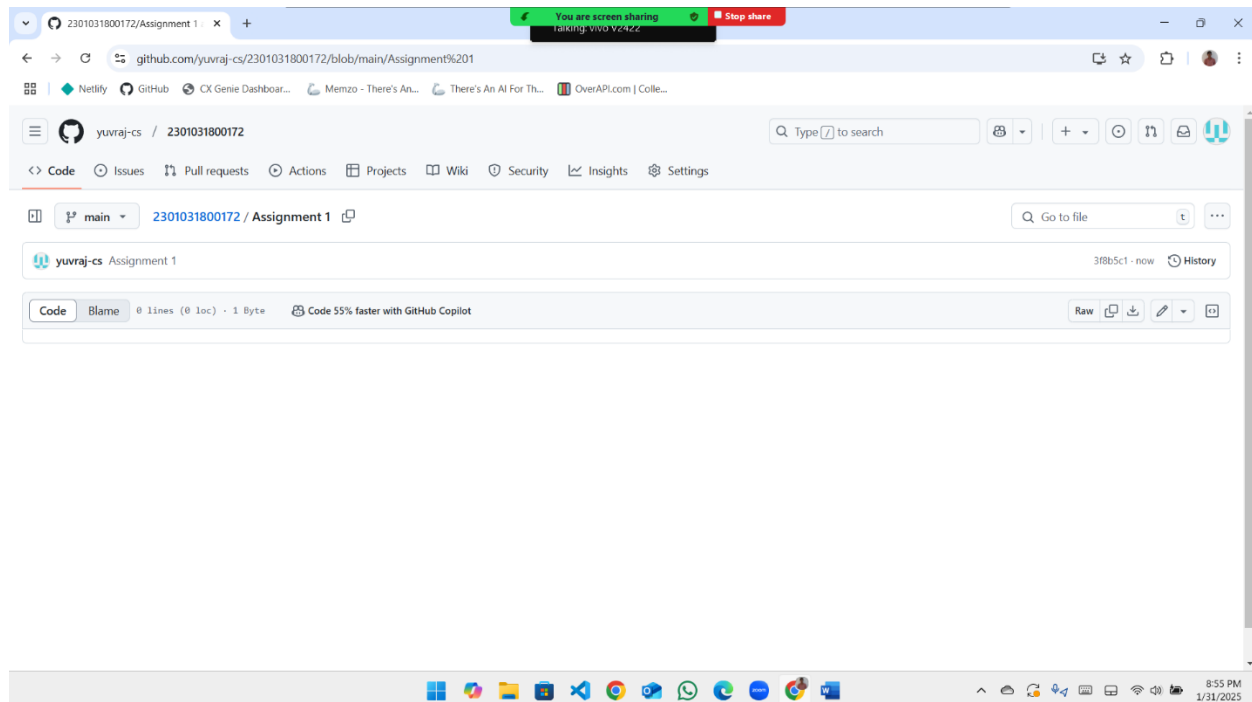 You are screen sharing
Stop share
2301031800172/Assignment 1
Talking: vivo V2422
github.com/yuvraj-cs/2301031800172/blob/main/Assignment%201
Netlify GitHub CX Genie Dashboar... Memzo - There's An... There's An AI For Th... OverAPI.com | Colle...
yuvraj-cs / 2301031800172
Type / to search
Code Issues Pull requests Actions Projects Wiki Security Insights Settings
main 2301031800172 / Assignment 1
Go to file t
yuvraj-cs Assignment 1
3f8b5c1 · now History
Code Blame 0 lines (0 loc) · 1 Byte Code 55% faster with GitHub Copilot
Raw
8:55 PM
1/31/2025